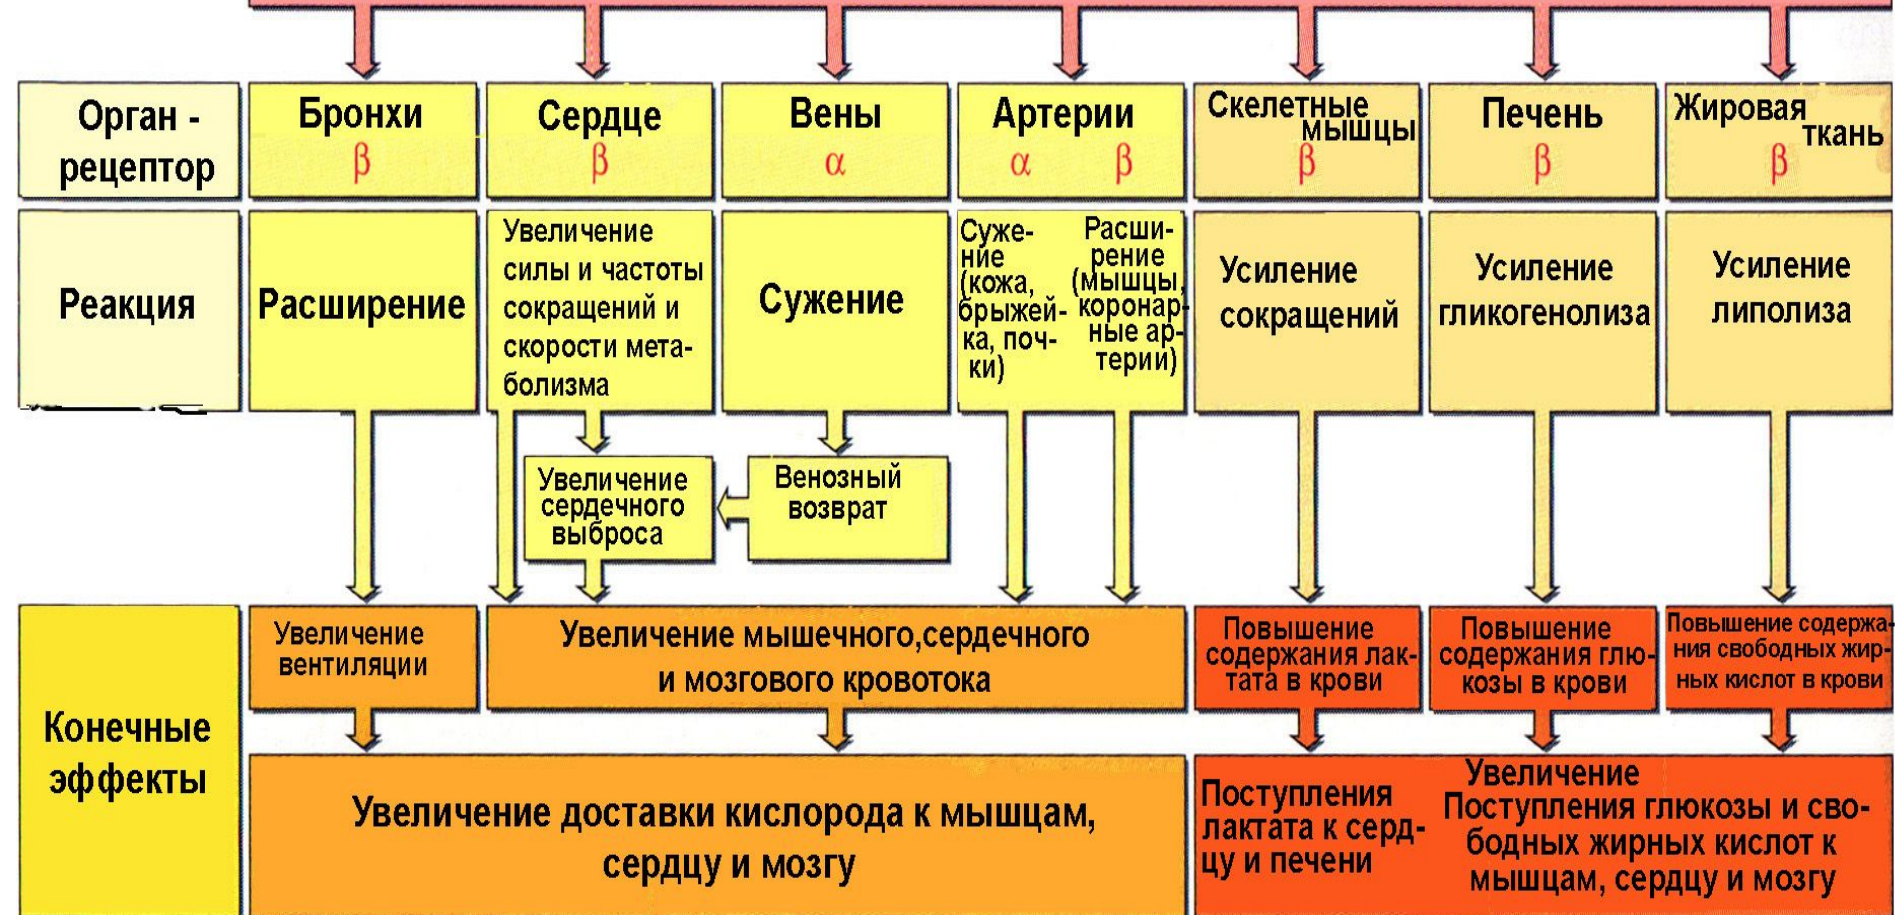 Орган -
рецептор
Бронхи
β
Сердце
β
Вены
α
Артерии
α β
Скелетные
мышцы
β
Печень
β
Жировая
ткань
β
Реакция
Расширение
Увеличение
силы и частоты
сокращений и
скорости мета-
болизма
Сужение
Суже-
ние
(кожа,
брыжей-
ка, поч-
ки)
Расши-
рение
(мышцы,
коронар-
ные ар-
терии)
Усиление
сокращений
Усиление
гликогенолиза
Усиление
липолиза
Увеличение
сердечного
выброса
Венозный
возврат
Конечные
эффекты
Увеличение
вентиляции
Увеличение мышечного,сердечного
и мозгового кровотока
Повышение
содержания лак-
тата в крови
Повышение
содержания глю-
козы в крови
Повышение содержа-
ния свободных жир-
ных кислот в крови
Увеличение доставки кислорода к мышцам,
сердцу и мозгу
Поступления
лактата к серд-
цу и печени
Увеличение
Поступления глюкозы и сво-
бодных жирных кислот к
мышцам, сердцу и мозгу